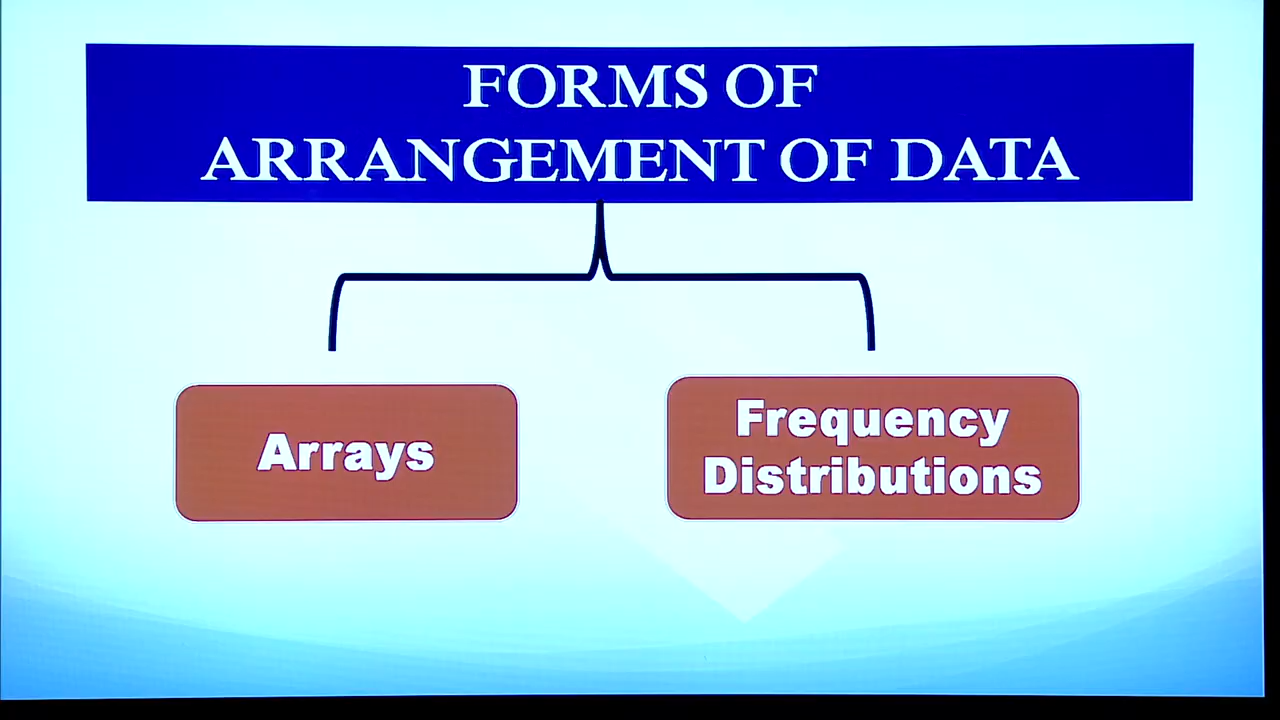 FORMS OF
ARRANGEMENT OF DATA
Arrays
Frequency
Distributions